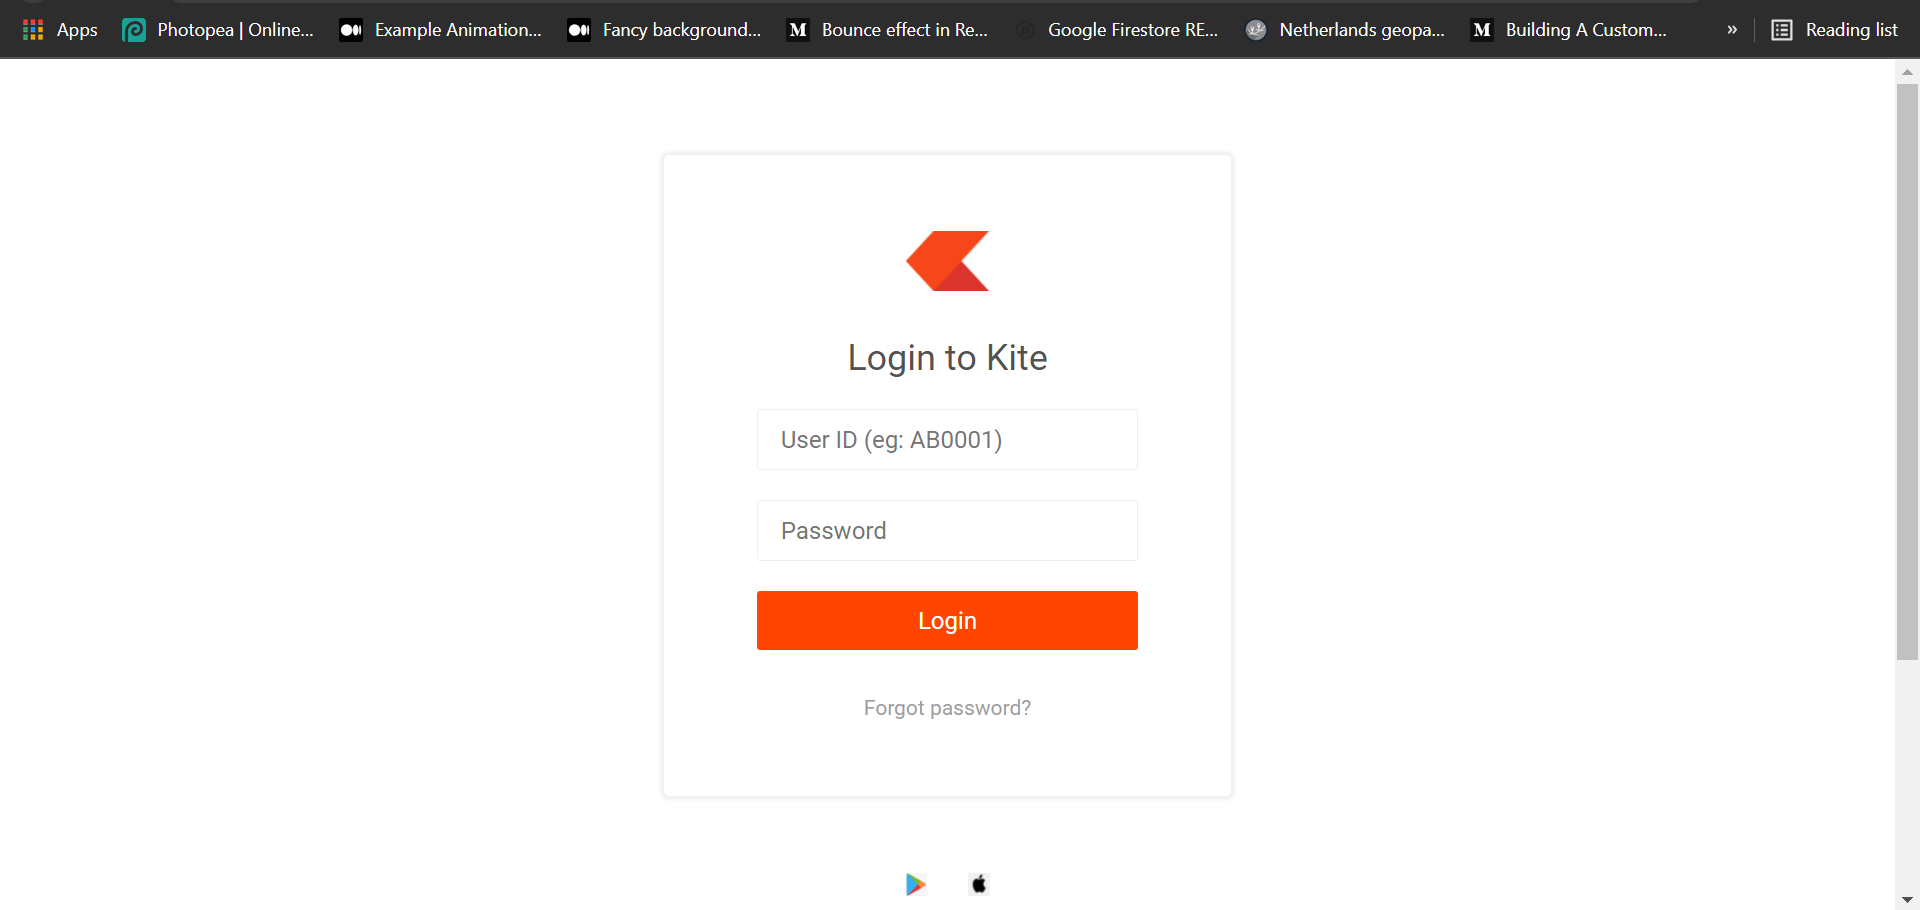 Apps Photopea | Online... Example Animation... Fancy background... Bounce effect in Re... Google Firestore RE... Netherlands geopa... Building A Custom... » Reading list
Login to Kite
User ID (eg: AB0001)
Password
Login
Forgot password?